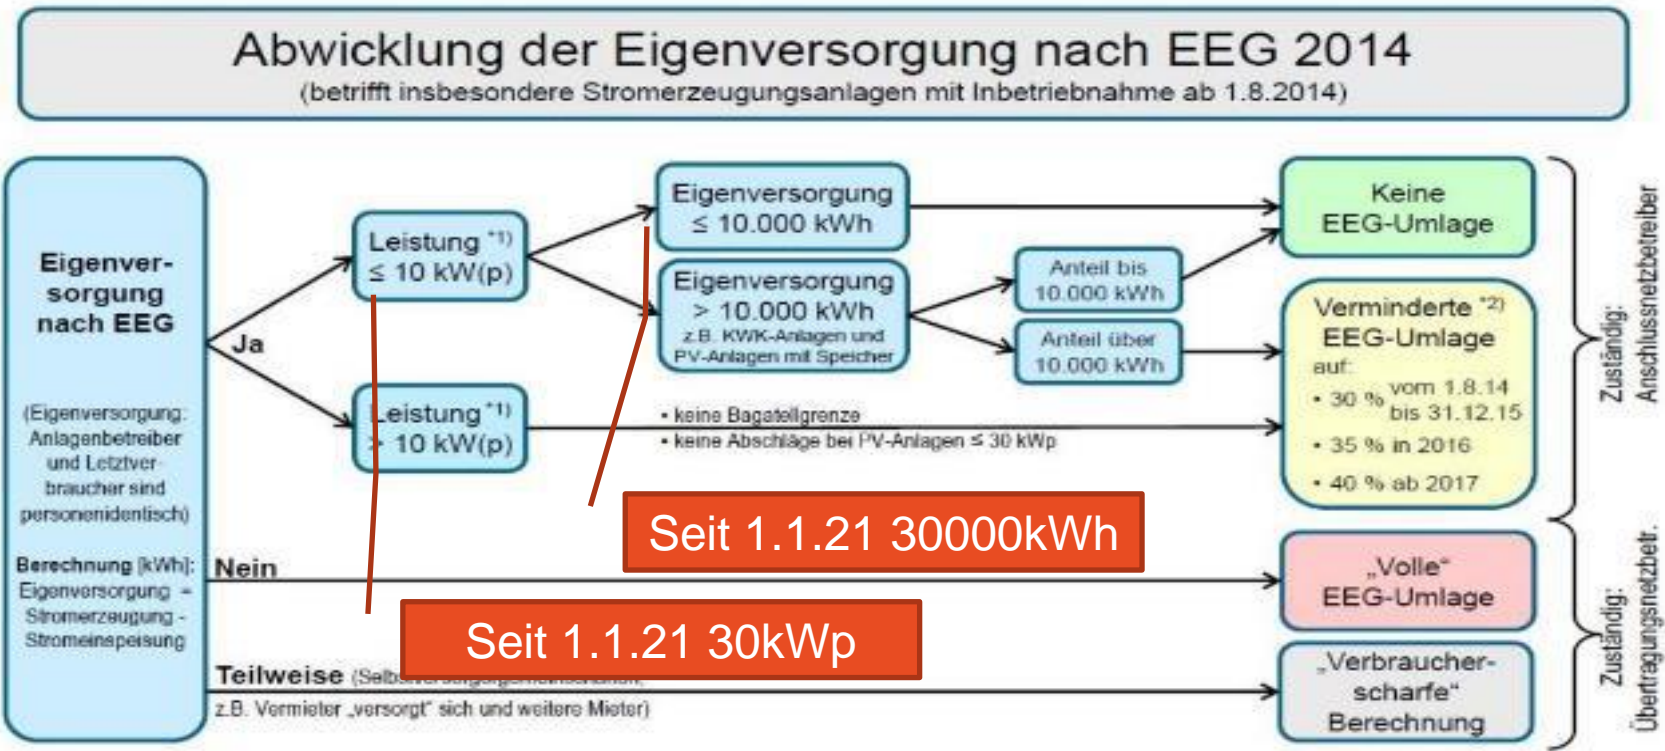 Abwicklung der Eigenversorgung nach EEG 2014
(betrifft insbesondere Stromerzeugungsanlagen mit Inbetriebnahme ab 1.8.2014)
Eigenver-
sorgung
nach EEG
(Eigenversorgung:
Anlagenbetreiber
und Letztver-
braucher sind
personenidentisch)
Berechnung [kWh]:
Eigenversorgung =
Stromerzeugung -
Stromeinspeisung
Ja
Leistung *1)
≤ 10 kW(p)
Leistung *1)
> 10 kW(p)
Eigenversorgung
≤ 10.000 kWh
Eigenversorgung
> 10.000 kWh
z.B. KWK-Anlagen und
PV-Anlagen mit Speicher
Anteil bis
10.000 kWh
Anteil über
10.000 kWh
• keine Bagatellgrenze
• keine Abschläge bei PV-Anlagen ≤ 30 kWp
Keine
EEG-Umlage
Verminderte *2)
EEG-Umlage
auf:
• 30 % vom 1.8.14
bis 31.12.15
• 35 % in 2016
• 40 % ab 2017
Zuständig:
Anschlussnetzbetreiber
Seit 1.1.21 30000kWh
Nein
„Volle"
EEG-Umlage
Seit 1.1.21 30kWp
Teilweise
z.B. Vermieter „versorgt" sich und weitere Mieter)
„Verbraucher-
scharfe"
Berechnung
Zuständig:
Übertragungsnetzbetr.